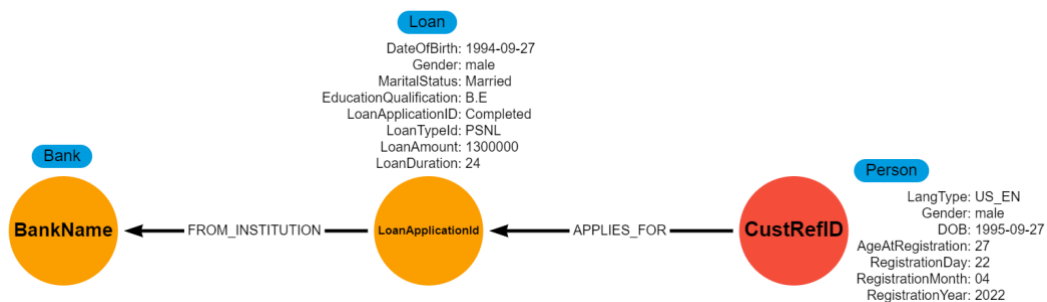 Loan
DateOfBirth: 1994-09-27
Gender: male
MaritalStatus: Married
EducationQualification: B.E
LoanApplicationID: Completed
LoanTypeId: PSNL
LoanAmount: 1300000
LoanDuration: 24
Bank
BankName
FROM_INSTITUTION
LoanApplicationId
APPLIES_FOR
CustRefID
Person
LangType: US_EN
Gender: male
DOB: 1995-09-27
AgeAtRegistration: 27
RegistrationDay: 22
RegistrationMonth: 04
RegistrationYear: 2022